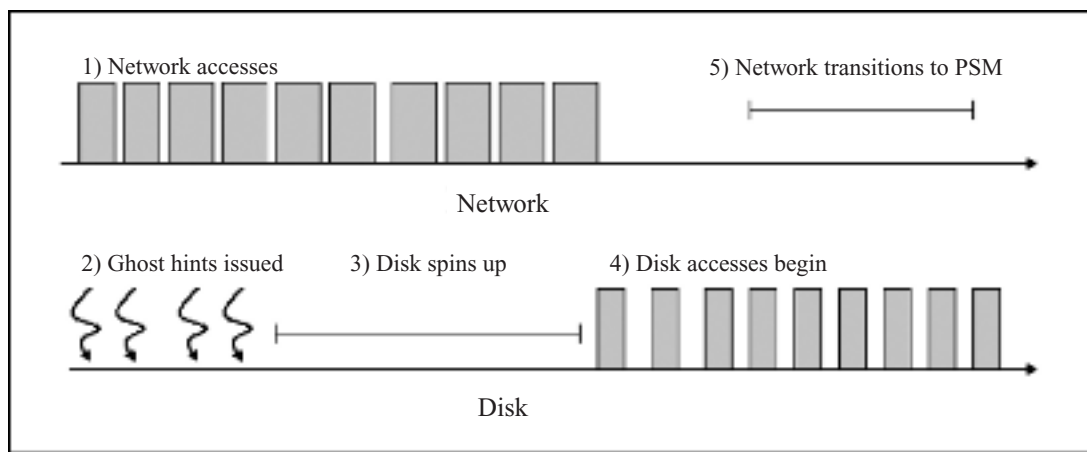 1) Network accesses
5) Network transitions to PSM
Network
2) Ghost hints issued
3) Disk spins up
4) Disk accesses begin
Disk